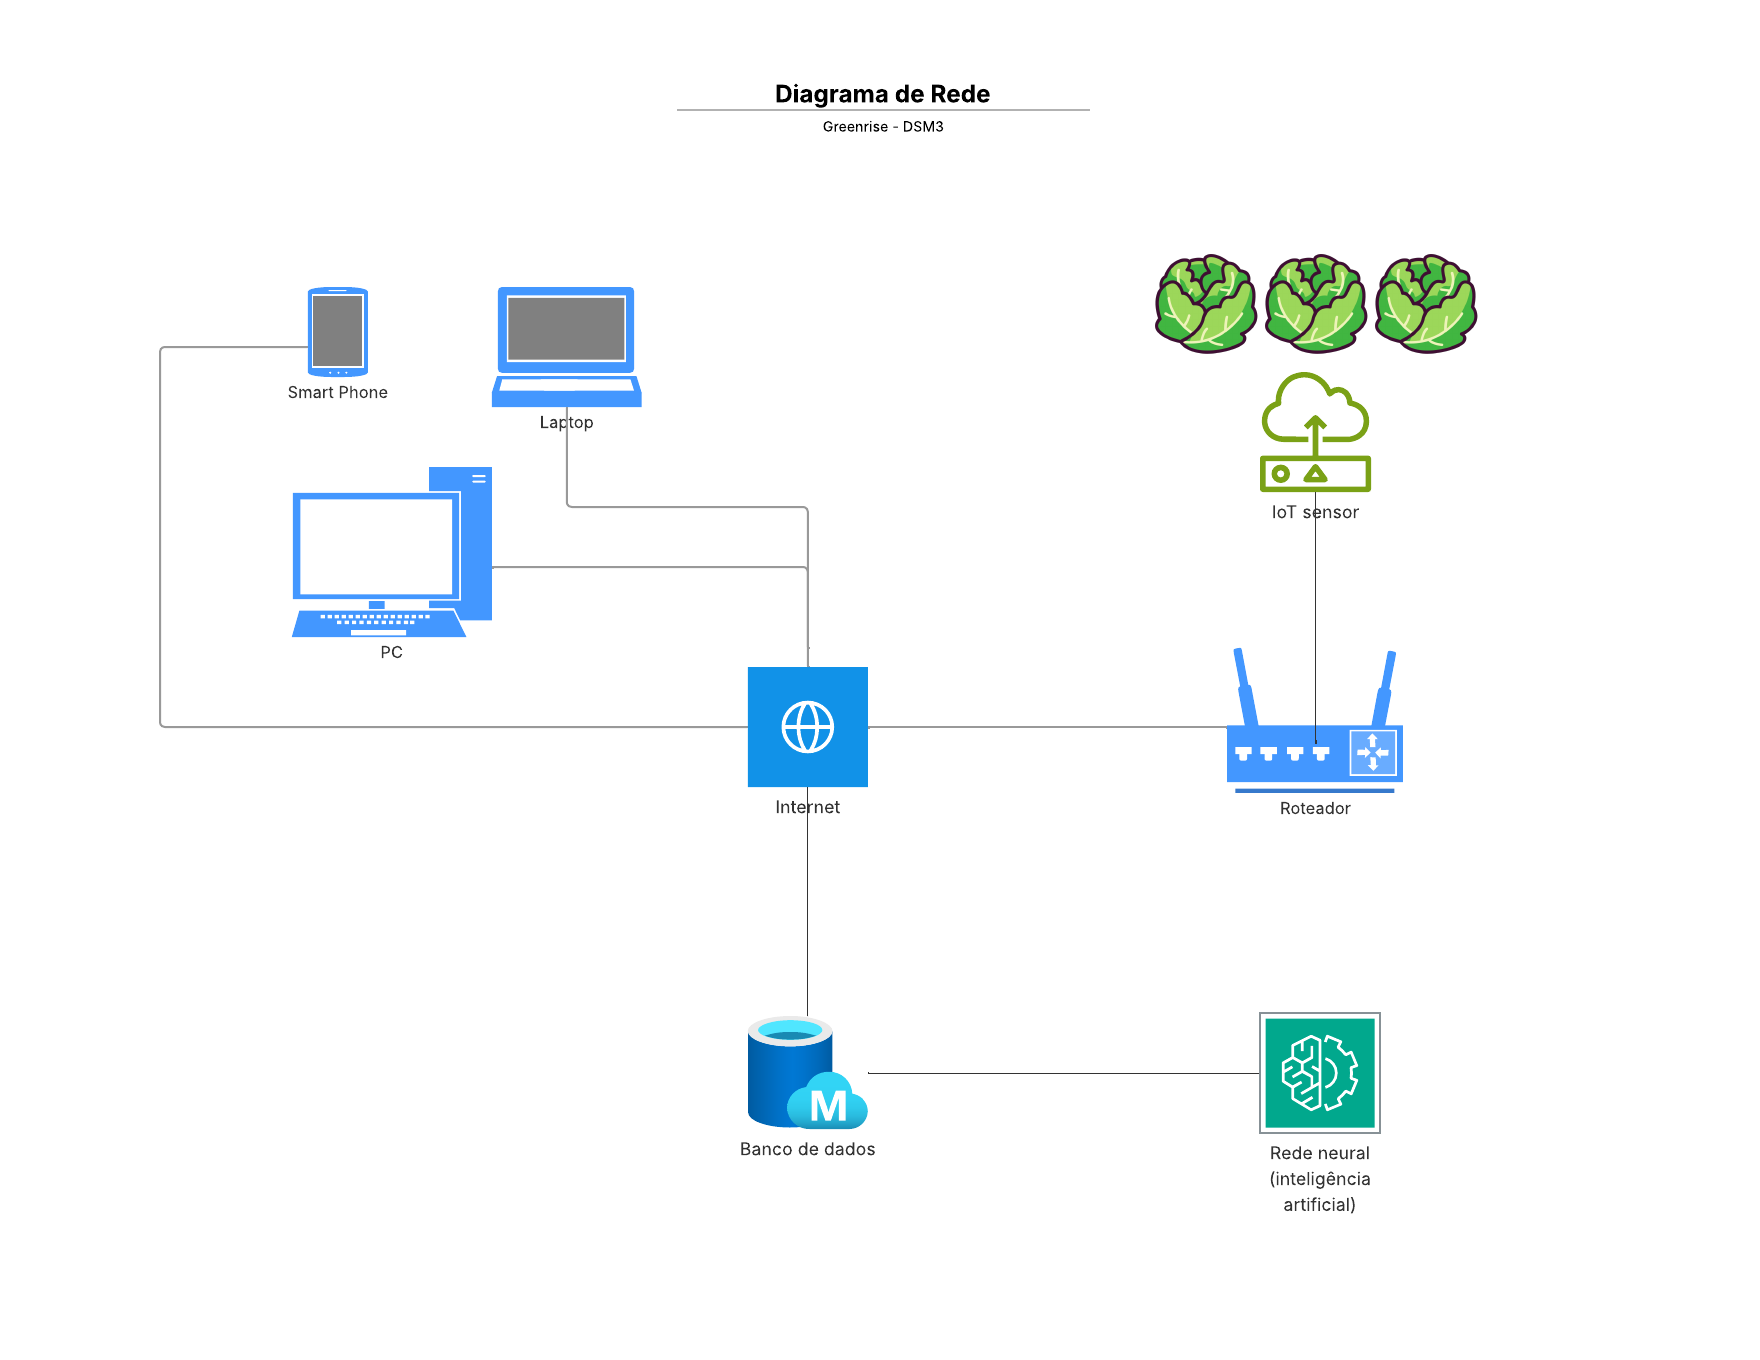 Diagrama de Rede
Greenrise - DSM3
Smart Phone
Laptop
PC
IoT sensor
Internet
Roteador
M
Banco de dados
Rede neural
(inteligência
artificial)